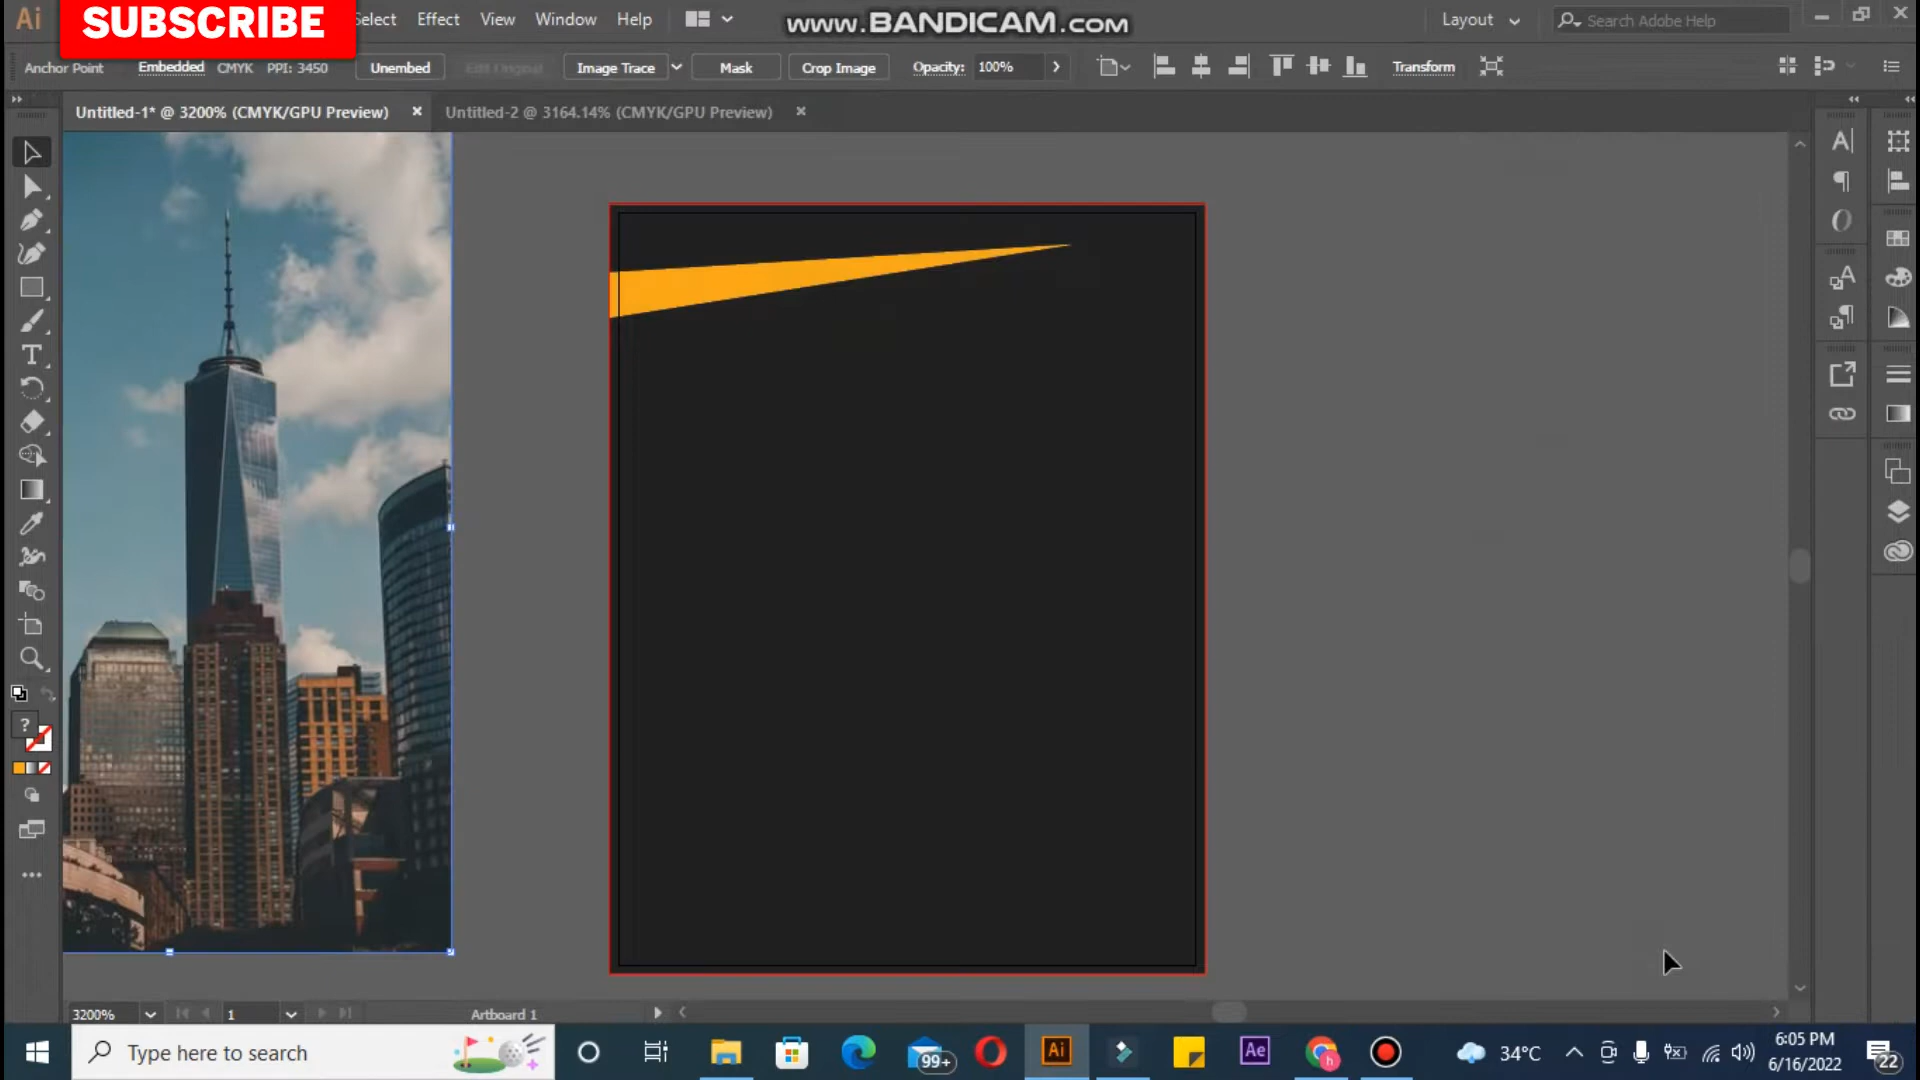 Ai
SUBSCRIBE
Select Effect View Window Help
www.BANDICAM.com
Layout
Search Adobe Help
Anchor Point Embedded CMYK PPI: 3450 Unembed Edit Original Image Trace Mask Crop Image Opacity: 100% Transform
Untitled-1* @ 3200% (CMYK/GPU Preview) Untitled-2 @ 3164.14% (CMYK/GPU Preview)
3200% 1 Artboard 1
Type here to search
99+
Ai
Ae
34°C
6:05 PM
6/16/2022
22